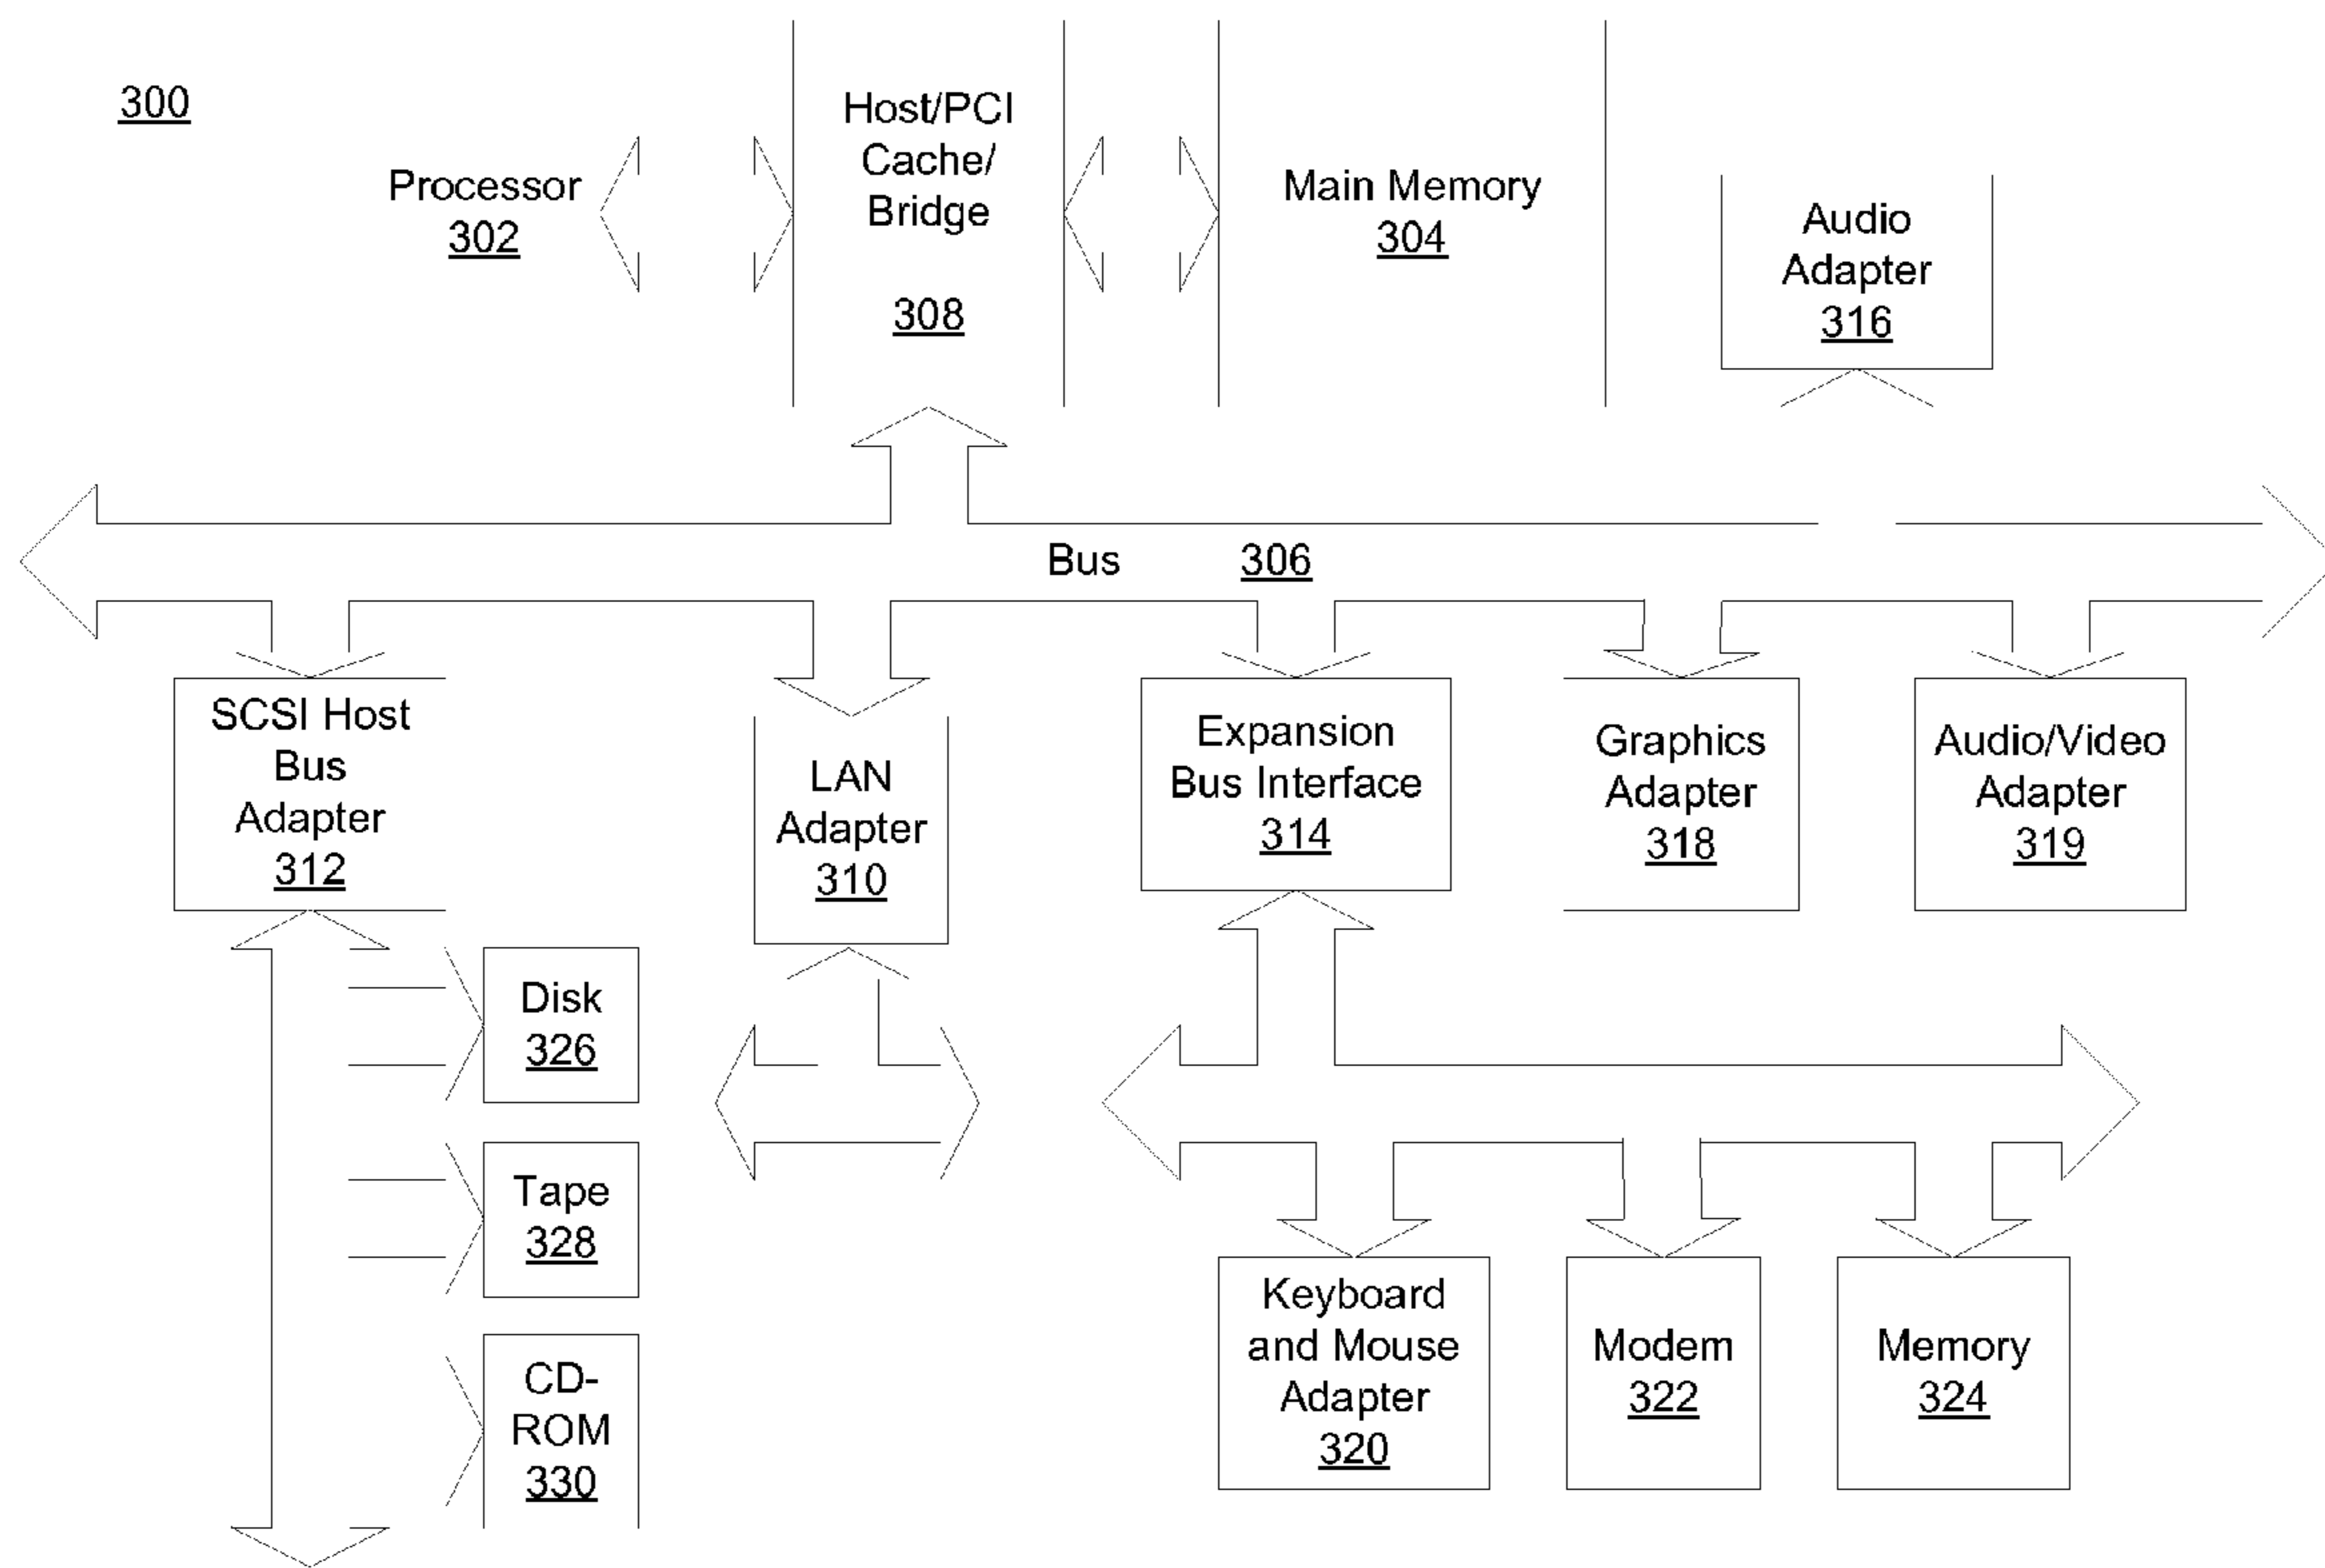 300
Processor
302
Host/PCI
Cache/
Bridge
308
Main Memory
304
Audio
Adapter
316
Bus 306
SCSI Host
Bus
Adapter
312
LAN
Adapter
310
Expansion
Bus Interface
314
Graphics
Adapter
318
Audio/Video
Adapter
319
Disk
326
Tape
328
CD-
ROM
330
Keyboard
and Mouse
Adapter
320
Modem
322
Memory
324